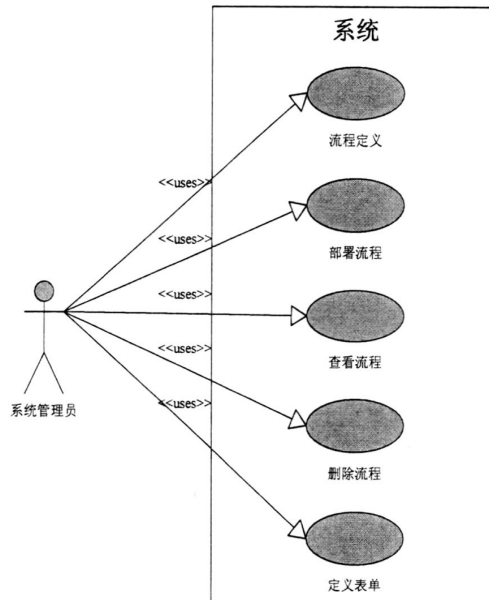 系统
流程定义
<<uses>>
部署流程
<<uses>>
<<uses>>
查看流程
<<uses>>
系统管理员
<<uses>>
删除流程
定义表单